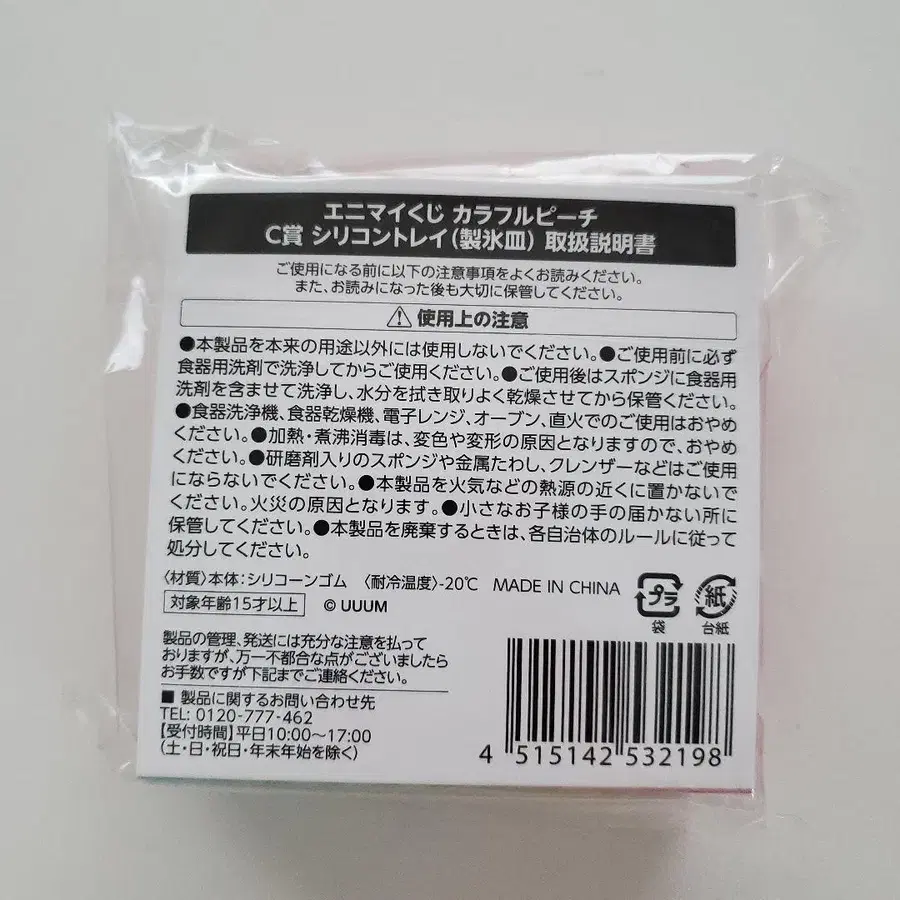 エニマイくじ カラフルピーチ
C賞 シリコントレイ(製氷皿) 取扱説明書
ご使用になる前に以下の注意事項をよくお読みください。
また、お読みになった後も大切に保管してください。
⚠使用上の注意
●本製品を本来の用途以外には使用しないでください。●ご使用前に必ず
食器用洗剤で洗浄してからご使用ください。●ご使用後はスポンジに食器用
洗剤を含ませて洗浄し、水分を拭き取りよく乾燥させてから保管ください。
●食器洗浄機、食器乾燥機、電子レンジ、オーブン、直火でのご使用はおやめ
ください。●加熱・煮沸消毒は、変色や変形の原因となりますので、おやめ
ください。●研磨剤入りのスポンジや金属たわし、クレンザーなどはご使用
にならないでください。●本製品を火気などの熱源の近くに置かないで
ください。火災の原因となります。●小さなお子様の手の届かない所に
保管してください。●本製品を廃棄するときは、各自治体のルールに従って
処分してください。
〈材質〉本体:シリコーンゴム 〈耐冷温度〉-20℃ MADE IN CHINA
プラ
袋
紙
台紙
対象年齢15才以上 © UUUM
製品の管理、発送には充分な注意を払って
おりますが、万一不都合な点がございましたら
お手数ですが下記までご連絡ください。
■ 製品に関するお問い合わせ先
TEL: 0120-777-462
【受付時間】平日10:00〜17:00
(土・日・祝日・年末年始を除く)
4 515142 532198